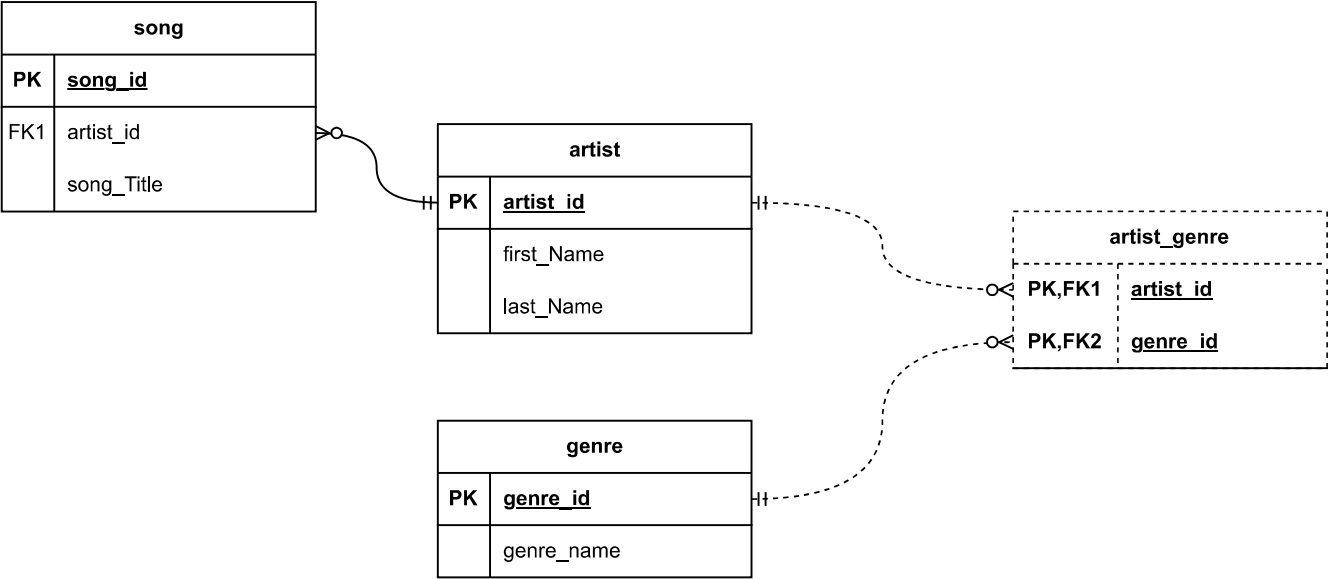 song
PK song_id
FK1 artist_id
song_Title
artist
PK artist_id
first_Name
last_Name
artist_genre
PK,FK1 artist_id
PK,FK2 genre_id
genre
PK genre_id
genre_name